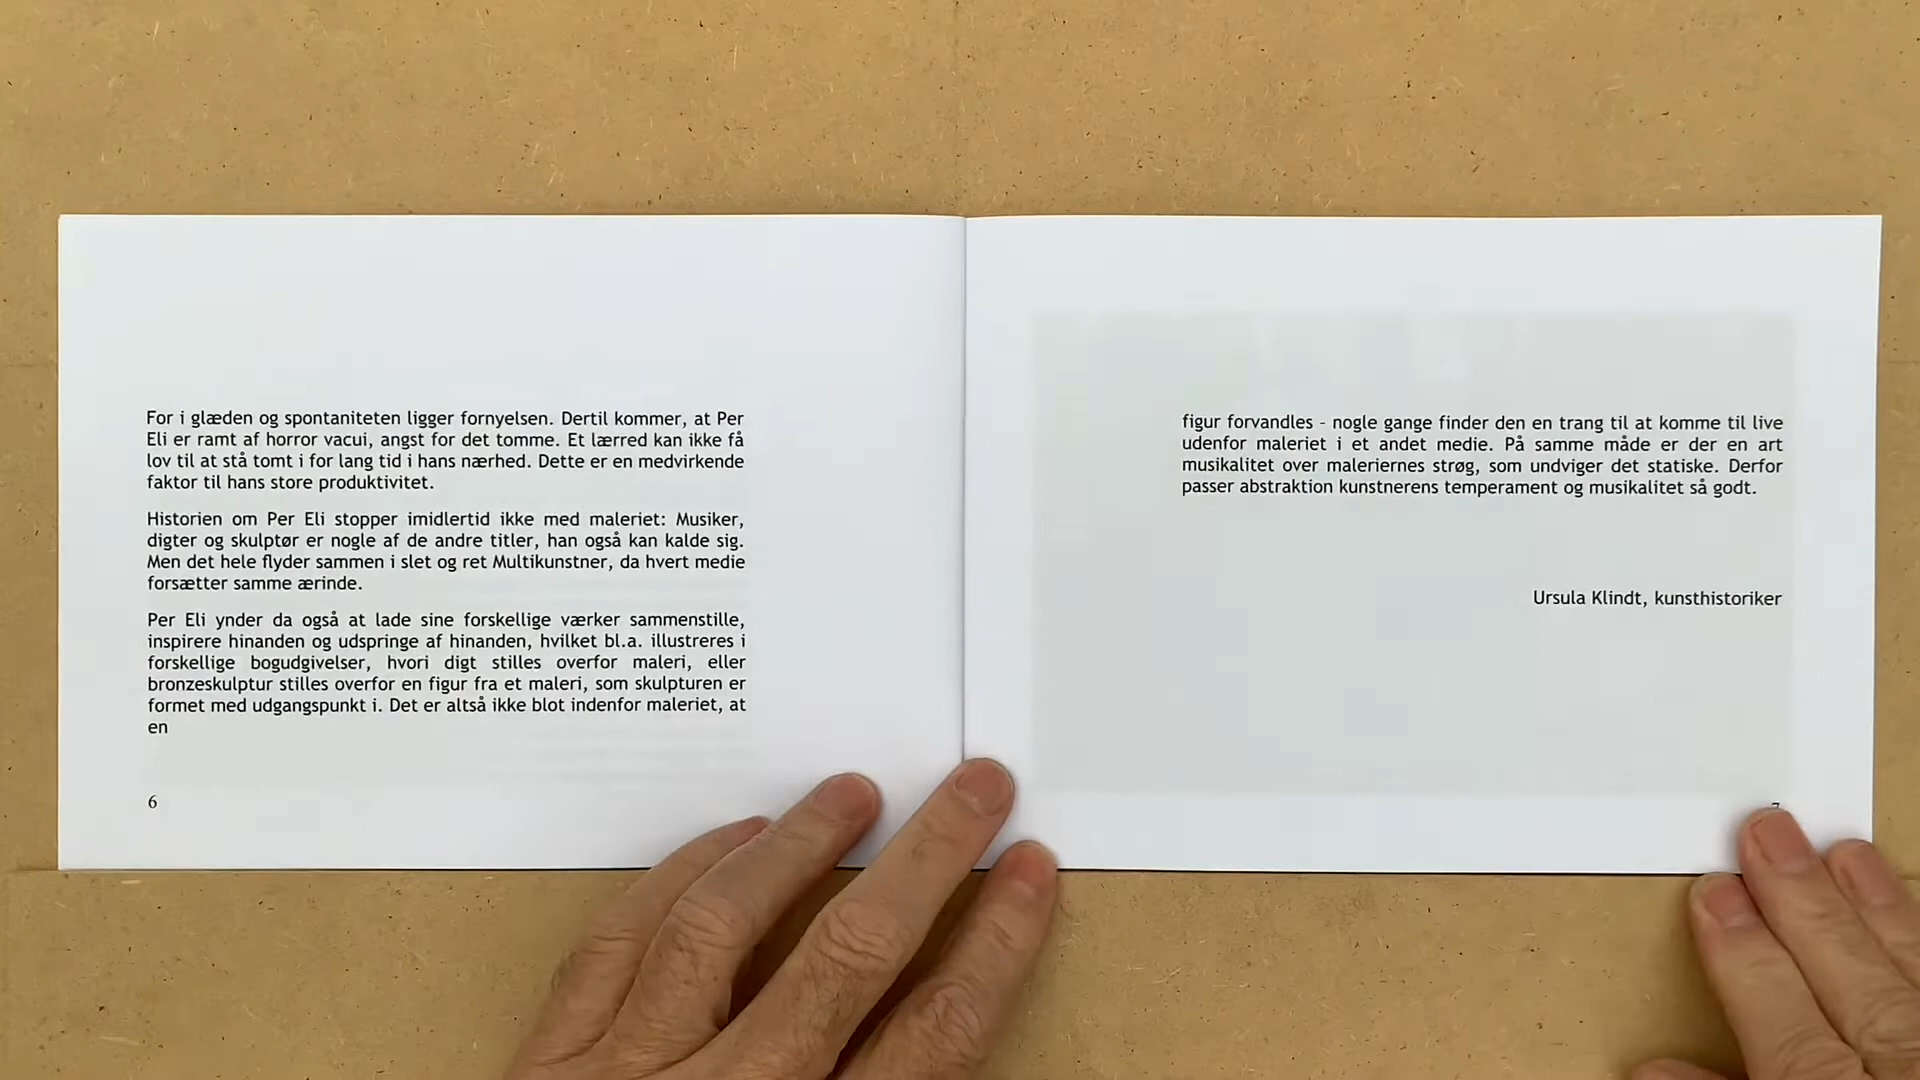 For i glæden og spontaniteten ligger fornyelsen. Dertil kommer, at Per
Eli er ramt af horror vacui, angst for det tomme. Et lærred kan ikke få
lov til at stå tomt i for lang tid i hans nærhed. Dette er en medvirkende
faktor til hans store produktivitet.
Historien om Per Eli stopper imidlertid ikke med maleriet: Musiker,
digter og skulptør er nogle af de andre titler, han også kan kalde sig.
Men det hele flyder sammen i slet og ret Multikunstner, da hvert medie
forsætter samme ærinde.
Per Eli ynder da også at lade sine forskellige værker sammenstille,
inspirere hinanden og udspringe af hinanden, hvilket bl.a. illustreres i
forskellige bogudgivelser, hvori digt stilles overfor maleri, eller
bronzeskulptur stilles overfor en figur fra et maleri, som skulpturen er
formet med udgangspunkt i. Det er altså ikke blot indenfor maleriet, at
en
6
figur forvandles - nogle gange finder den en trang til at komme til live
udenfor maleriet i et andet medie. På samme måde er der en art
musikalitet over maleriernes strøg, som undviger det statiske. Derfor
passer abstraktion kunstnerens temperament og musikalitet så godt.
Ursula Klindt, kunsthistoriker
7